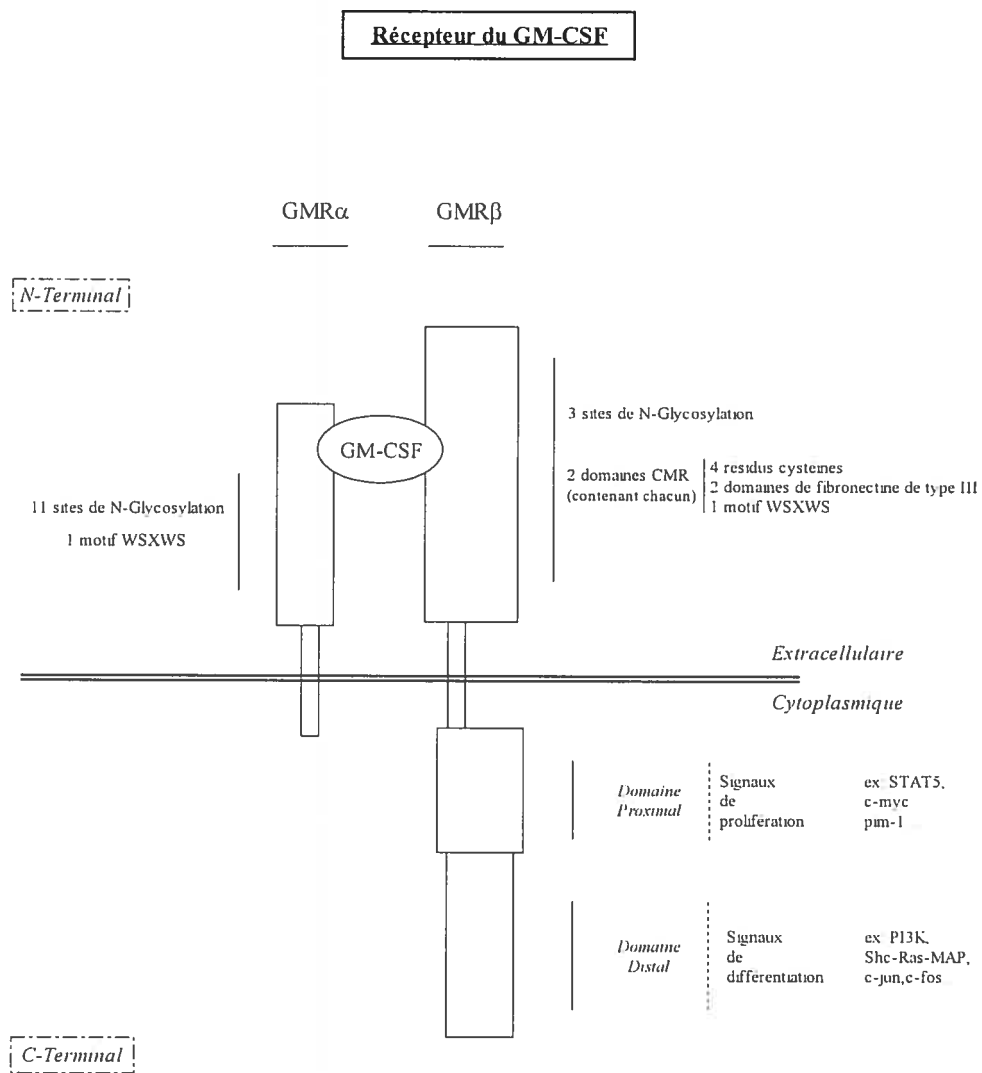 Récepteur du GM-CSF
GMRα
GMRβ
N-Terminal
GM-CSF
11 sites de N-Glycosylation
1 motif WSXWS
3 sites de N-Glycosylation
2 domaines CMR
(contenant chacun)
4 residus cysteines
2 domaines de fibronectine de type III
1 motif WSXWS
Extracellulaire
Cytoplasmique
Domaine
Proximal
Signaux
de
prolifération
ex STAT5,
c-myc
pim-1
Domaine
Distal
Signaux
de
différentiation
ex PI3K,
Shc-Ras-MAP,
c-jun,c-fos
C-Terminal